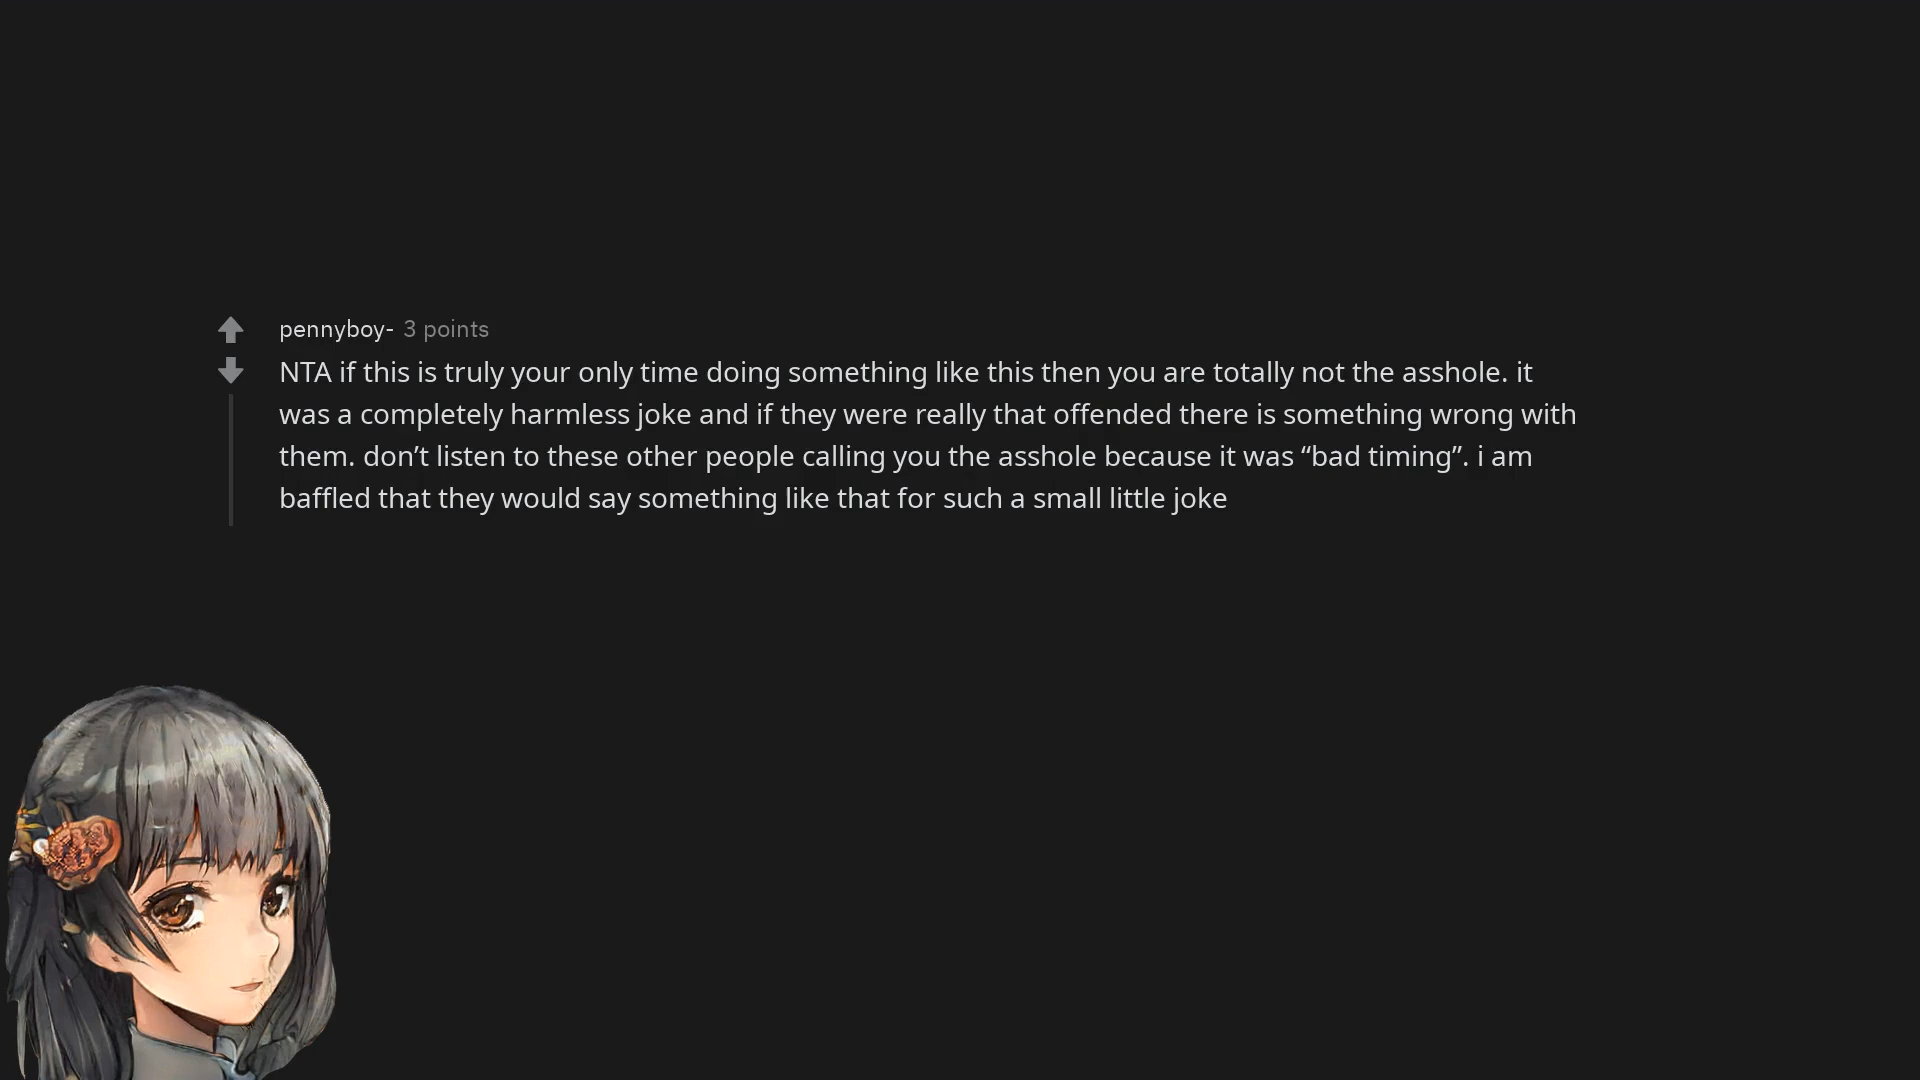 pennyboy- 3 points
NTA if this is truly your only time doing something like this then you are totally not the asshole. it
was a completely harmless joke and if they were really that offended there is something wrong with
them. don’t listen to these other people calling you the asshole because it was “bad timing”. i am
baffled that they would say something like that for such a small little joke